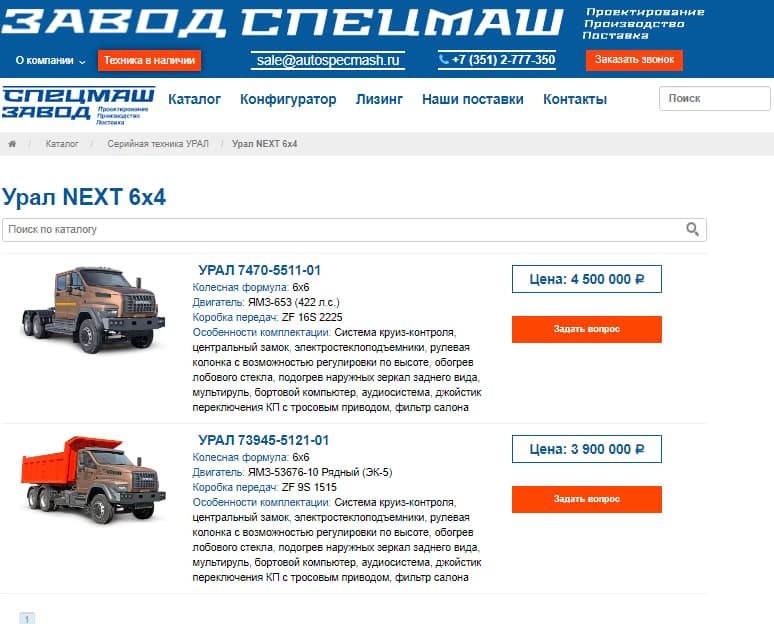 ЗАВОД СПЕЦМАШ
Проектирование
Производство
Поставка
О компании
Техника в наличии
sale@autospecmash.ru
+7 (351) 2-777-350
Заказать звонок
СПЕЦМАШ
ЗАВОД
Проектирование
Производство
Поставка
Каталог Конфигуратор Лизинг Наши поставки Контакты
Поиск
/ Каталог / Серийная техника УРАЛ / Урал NEXT 6x4
Урал NEXT 6x4
Поиск по каталогу
УРАЛ 7470-5511-01
Колесная формула: 6x6
Двигатель: ЯМЗ-653 (422 л.с.)
Коробка передач: ZF 16S 2225
Особенности комплектации: Система круиз-контроля,
центральный замок, электростеклоподъемники, рулевая
колонка с возможностью регулировки по высоте, обогрев
лобового стекла, подогрев наружных зеркал заднего вида,
мультируль, бортовой компьютер, аудиосистема, джойстик
переключения КП с тросовым приводом, фильтр салона
Цена: 4 500 000 ₽
Задать вопрос
УРАЛ 73945-5121-01
Колесная формула: 6x6
Двигатель: ЯМЗ-53676-10 Рядный (ЭК-5)
Коробка передач: ZF 9S 1515
Особенности комплектации: Система круиз-контроля,
центральный замок, электростеклоподъемники, рулевая
колонка с возможностью регулировки по высоте, обогрев
лобового стекла, подогрев наружных зеркал заднего вида,
мультируль, бортовой компьютер, аудиосистема, джойстик
переключения КП с тросовым приводом, фильтр салона
Цена: 3 900 000 ₽
Задать вопрос
1